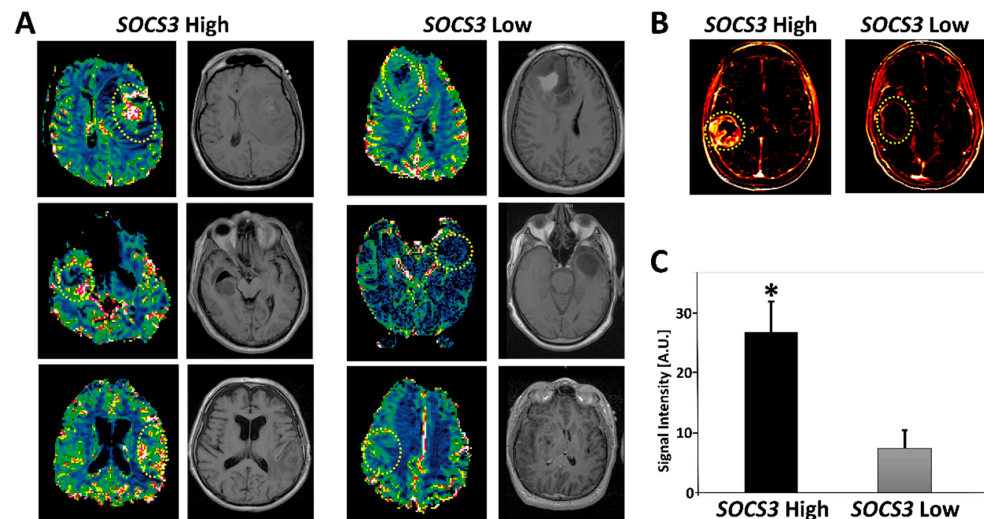 A
SOCS3 High
SOCS3 Low
B
SOCS3 High
SOCS3 Low
C
*
Signal Intensity [A.U.]
30
20
10
0
SOCS3 High
SOCS3 Low